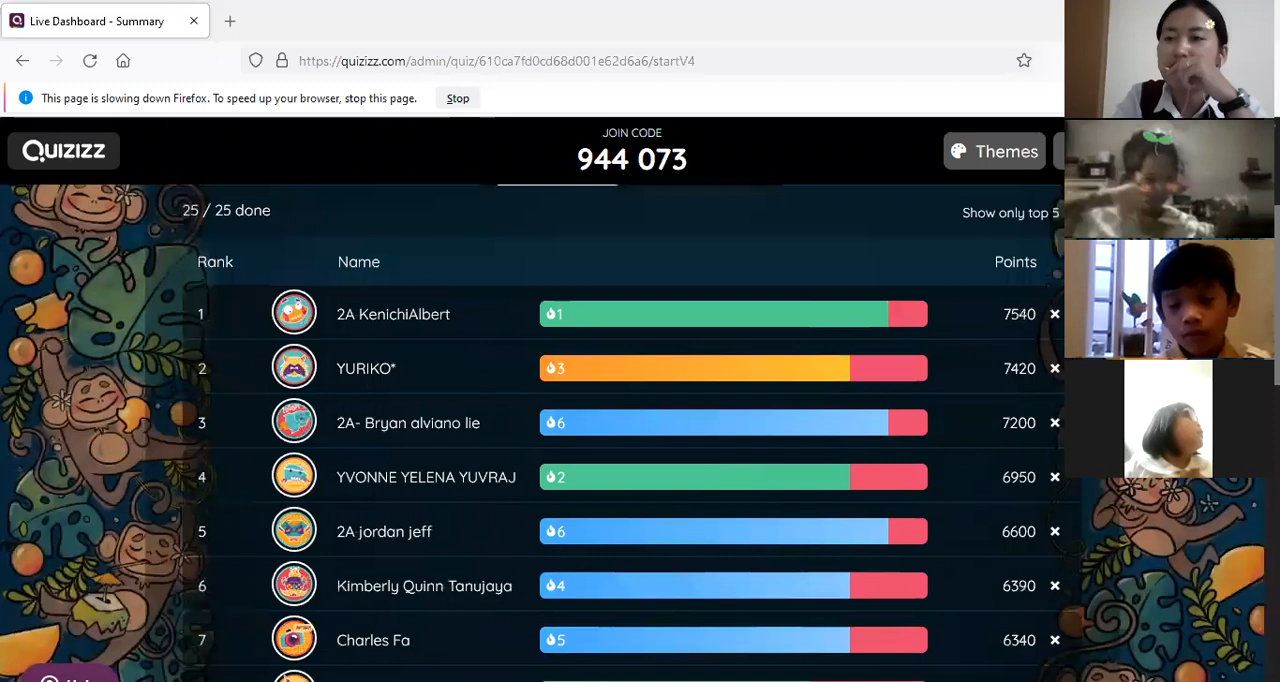 Live Dashboard - Summary
https://quizizz.com/admin/quiz/610ca7fd0cd68d001e62d6a6/startV4
This page is slowing down Firefox. To speed up your browser, stop this page. Stop
QUIZIZZ
JOIN CODE
944 073
Themes
25 / 25 done
Show only top 5
Rank Name Points
1 2A KenichiAlbert 1 7540
2 YURIKO* 3 7420
3 2A- Bryan alviano lie 6 7200
4 YVONNE YELENA YUVRAJ 2 6950
5 2A jordan jeff 6 6600
6 Kimberly Quinn Tanujaya 4 6390
7 Charles Fa 5 6340